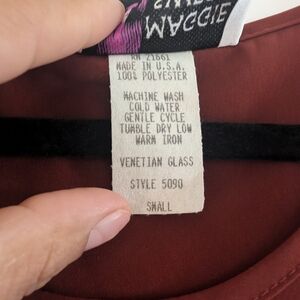 MAGGIE
RN 21661
MADE IN U.S.A.
100% POLYESTER
MACHINE WASH
COLD WATER
GENTLE CYCLE
TUMBLE DRY LOW
WARM IRON
VENETIAN GLASS
STYLE 5090
SMALL